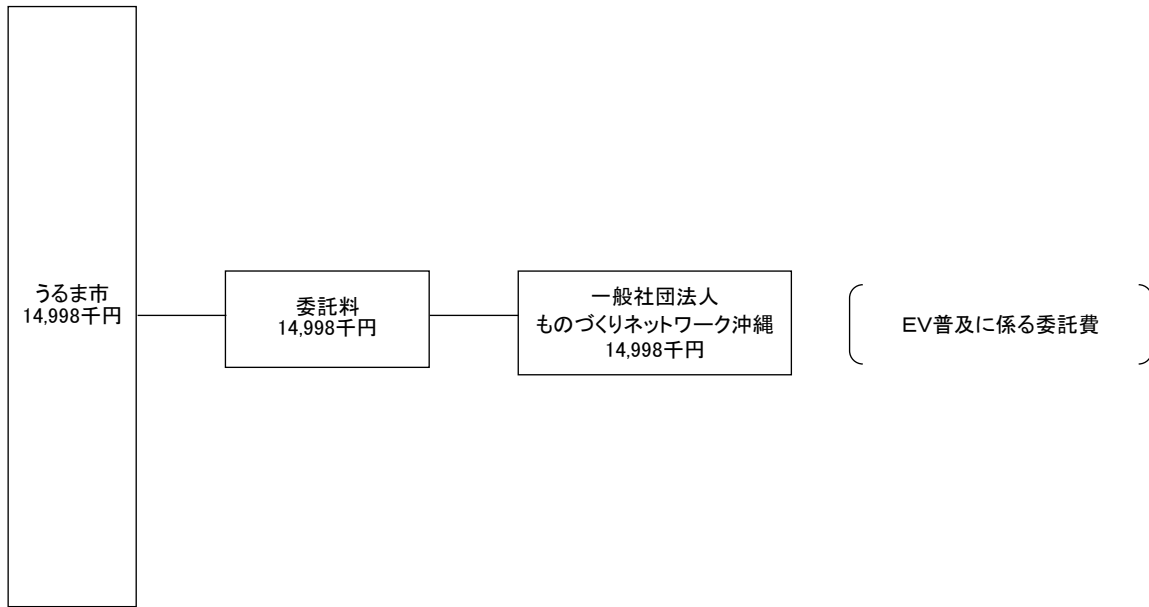 うるま市
14,998千円
委託料
14,998千円
一般社団法人
ものづくりネットワーク沖縄
14,998千円
EV普及に係る委託費